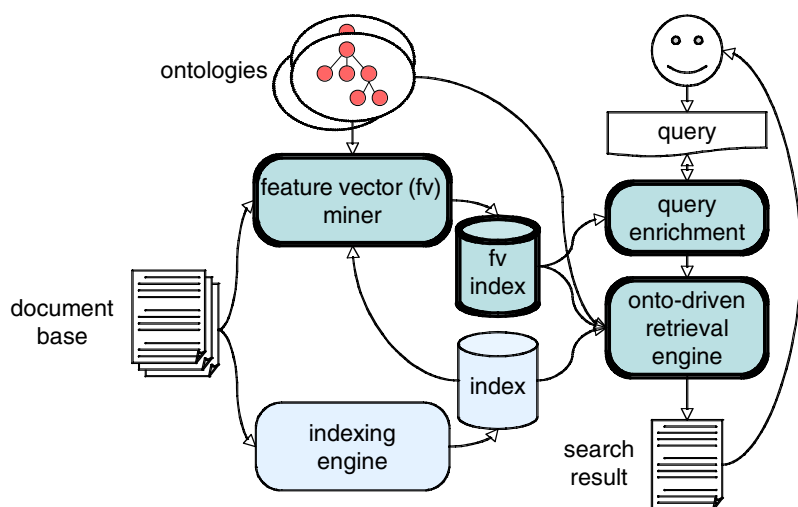 ontologies
query
feature vector (fv)
miner
query
enrichment
fv
index
document
base
onto-driven
retrieval
engine
index
indexing
engine
search
result